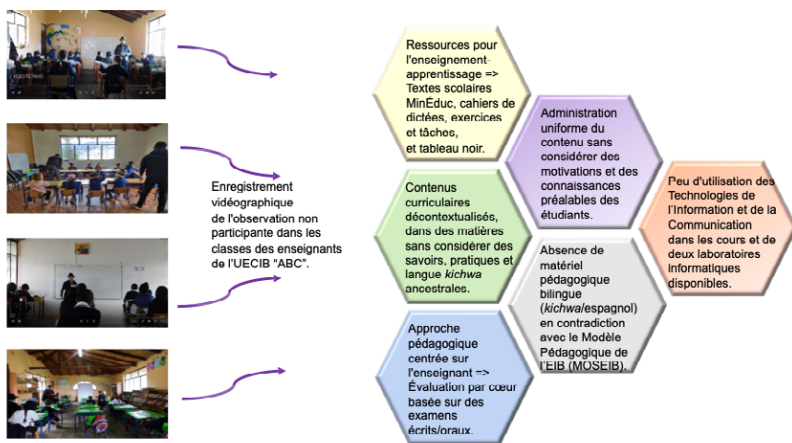 Enregistrement
vidéographique
de l'observation non
participante dans les
classes des enseignants
de l'UECIB “ABC”.
Ressources pour
l'enseignement-
apprentissage =>
Textes scolaires
MinÉduc, cahiers de
dictées, exercices
et tâches,
et tableau noir.
Administration
uniforme du
contenu sans
considérer des
motivations et des
connaissances
préalables des
étudiants.
Contenus
curriculaires
décontextualisés,
dans des matières
sans considérer des
savoirs, pratiques et
langue kichwa
ancestrales.
Peu d'utilisation des
Technologies de
l'Information et de la
Communication
dans les cours et de
deux laboratoires
informatiques
disponibles.
Absence de
matériel
pédagogique
bilingue
(kichwa/espagnol)
en contradiction
avec le Modèle
Pédagogique de
l'EIB (MOSEIB).
Approche
pédagogique
centrée sur
l'enseignant =>
Évaluation par cœur
basée sur des
examens
écrits/oraux.